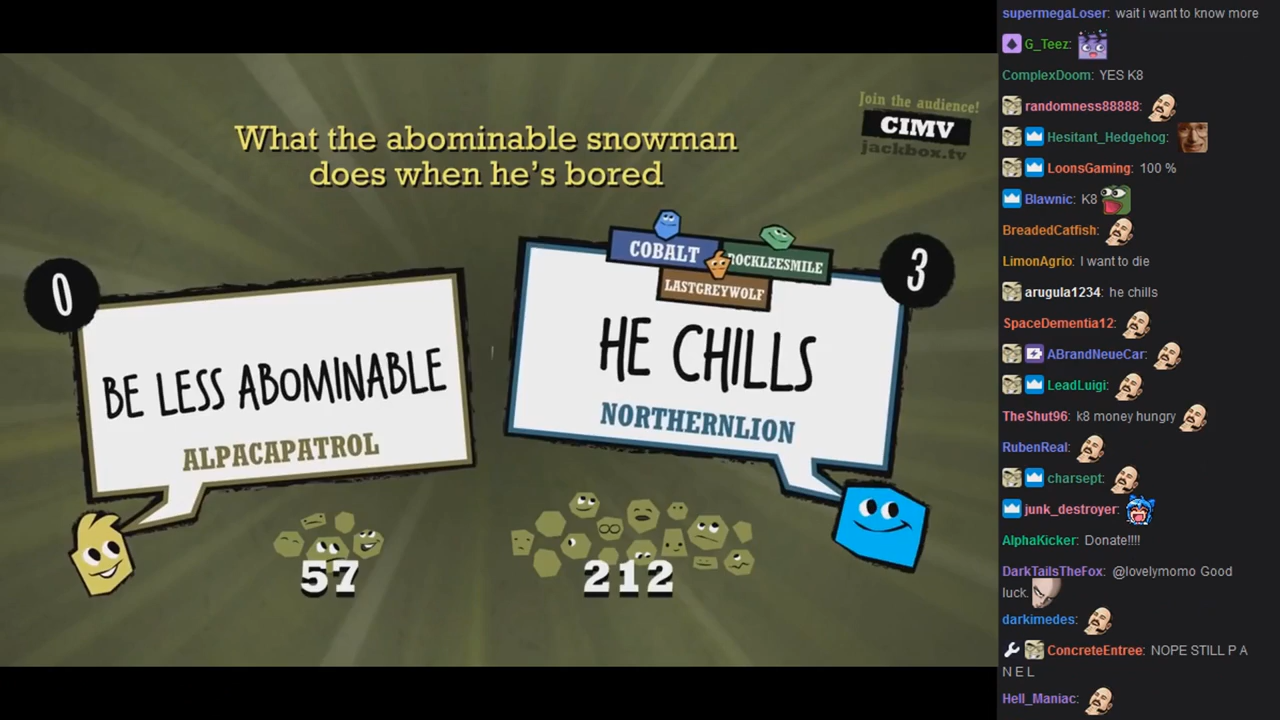 What the abominable snowman
does when he's bored
Join the audience!
CIMV
jackbox.tv
0
BE LESS ABOMINABLE
ALPACAPATROL
57
COBALT
ROCKLEESMILE
LASTGREYWOLF
3
HE CHILLS
NORTHERNLION
212
supermegaLoser: wait i want to know more
G_Teez:
ComplexDoom: YES K8
randomness88888:
Hesitant_Hedgehog:
LoonsGaming: 100 %
Blawnic: K8
BreadedCatfish:
LimonAgrio: I want to die
arugula1234: he chills
SpaceDementia12:
ABrandNeueCar:
LeadLuigi:
TheShut96: k8 money hungry
RubenReal:
charsept:
junk_destroyer:
AlphaKicker: Donate!!!!
DarkTailsTheFox: @lovelymomo Good
luck.
darkimedes:
ConcreteEntree: NOPE STILL P A
N E L
Hell_Maniac: